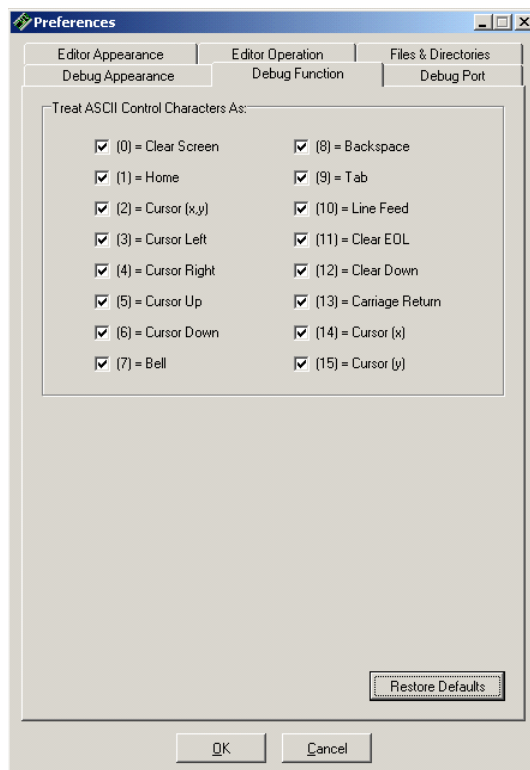 Preferences
Editor Appearance
Editor Operation
Files & Directories
Debug Appearance
Debug Function
Debug Port
Treat ASCII Control Characters As:
(0) = Clear Screen
(1) = Home
(2) = Cursor (x,y)
(3) = Cursor Left
(4) = Cursor Right
(5) = Cursor Up
(6) = Cursor Down
(7) = Bell
(8) = Backspace
(9) = Tab
(10) = Line Feed
(11) = Clear EOL
(12) = Clear Down
(13) = Carriage Return
(14) = Cursor (x)
(15) = Cursor (y)
Restore Defaults
OK
Cancel